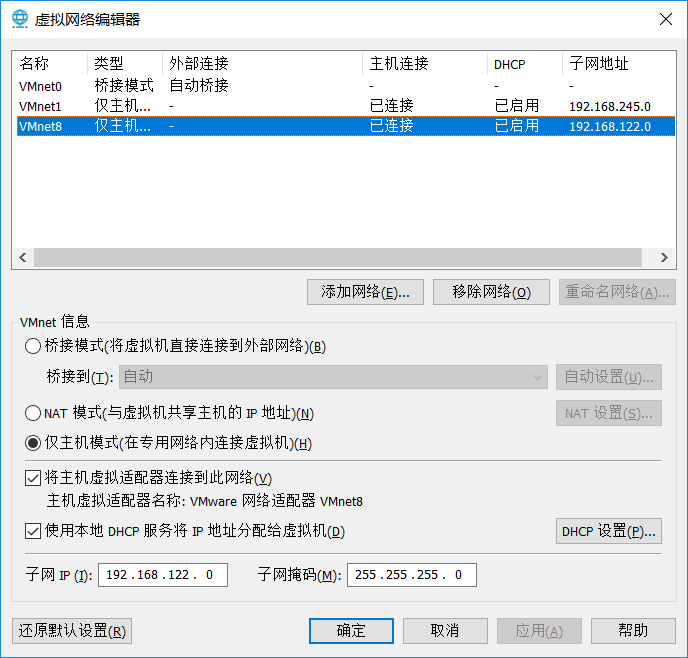 虚拟网络编辑器
名称 类型 外部连接 主机连接 DHCP 子网地址
VMnet0 桥接模式 自动桥接 - - -
VMnet1 仅主机... - 已连接 已启用 192.168.245.0
VMnet8 仅主机... - 已连接 已启用 192.168.122.0
添加网络(E)... 移除网络(O) 重命名网络(A)...
VMnet 信息
桥接模式(将虚拟机直接连接到外部网络)(B)
桥接到(T): 自动 自动设置(U)...
NAT 模式(与虚拟机共享主机的 IP 地址)(N) NAT 设置(S)...
仅主机模式(在专用网络内连接虚拟机)(H)
将主机虚拟适配器连接到此网络(V)
主机虚拟适配器名称: VMware 网络适配器 VMnet8
使用本地 DHCP 服务将 IP 地址分配给虚拟机(D) DHCP 设置(P)...
子网 IP (I): 192 .168 .122 . 0 子网掩码(M): 255 .255 .255 . 0
还原默认设置(R) 确定 取消 应用(A) 帮助